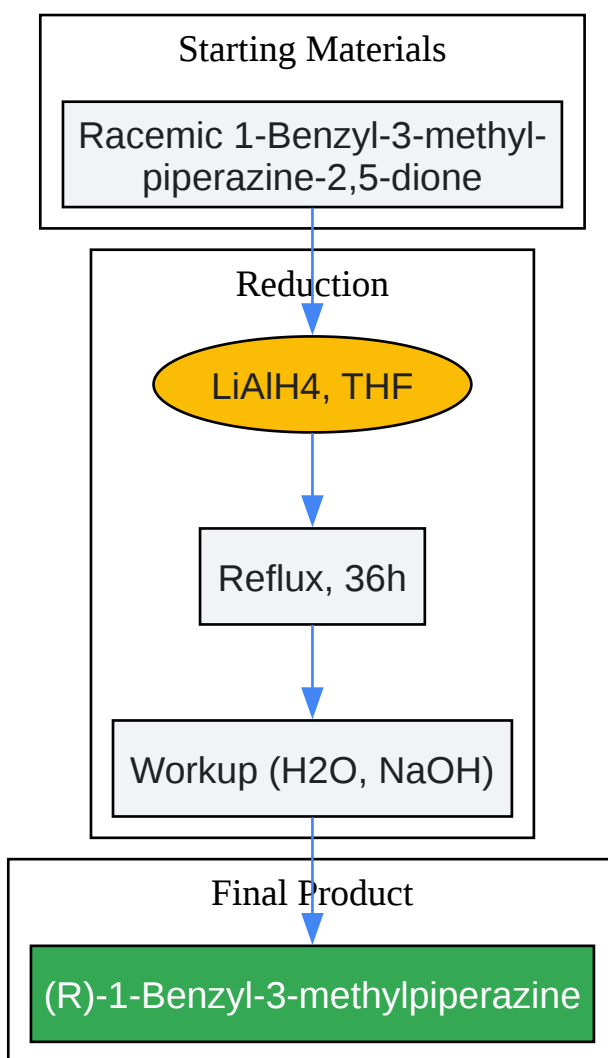 Starting Materials
Racemic 1-Benzyl-3-methyl-
piperazine-2,5-dione
Reduction
LiAlH4, THF
Reflux, 36h
Workup (H2O, NaOH)
Final Product
(R)-1-Benzyl-3-methylpiperazine